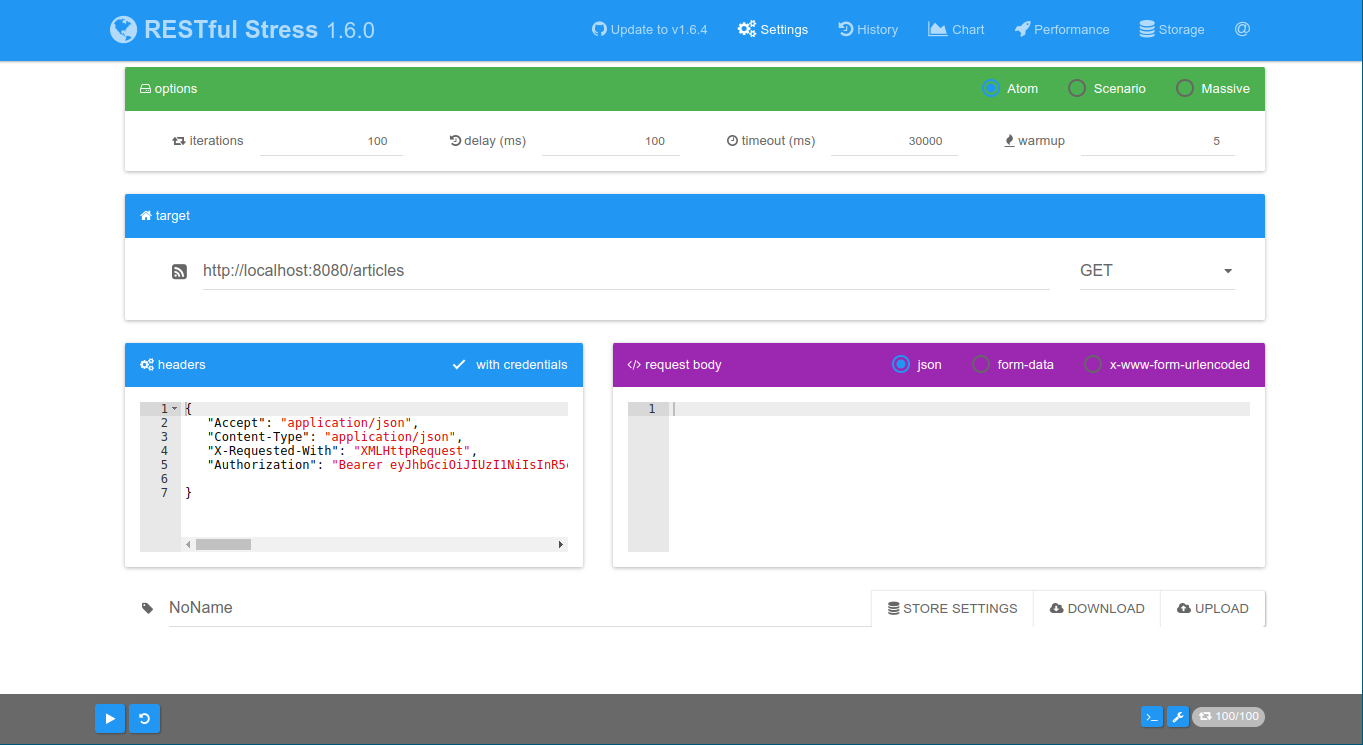 RESTful Stress 1.6.0 Update to v1.6.4 Settings History Chart Performance Storage @
options Atom Scenario Massive
iterations 100 delay (ms) 100 timeout (ms) 30000 warmup 5
target
http://localhost:8080/articles GET
headers with credentials
1 {
2 "Accept": "application/json",
3 "Content-Type": "application/json",
4 "X-Requested-With": "XMLHttpRequest",
5 "Authorization": "Bearer eyJhbGciOiJIUzI1NiIsInR5
6
7 }
</> request body json form-data x-www-form-urlencoded
1
NoName STORE SETTINGS DOWNLOAD UPLOAD
100/100